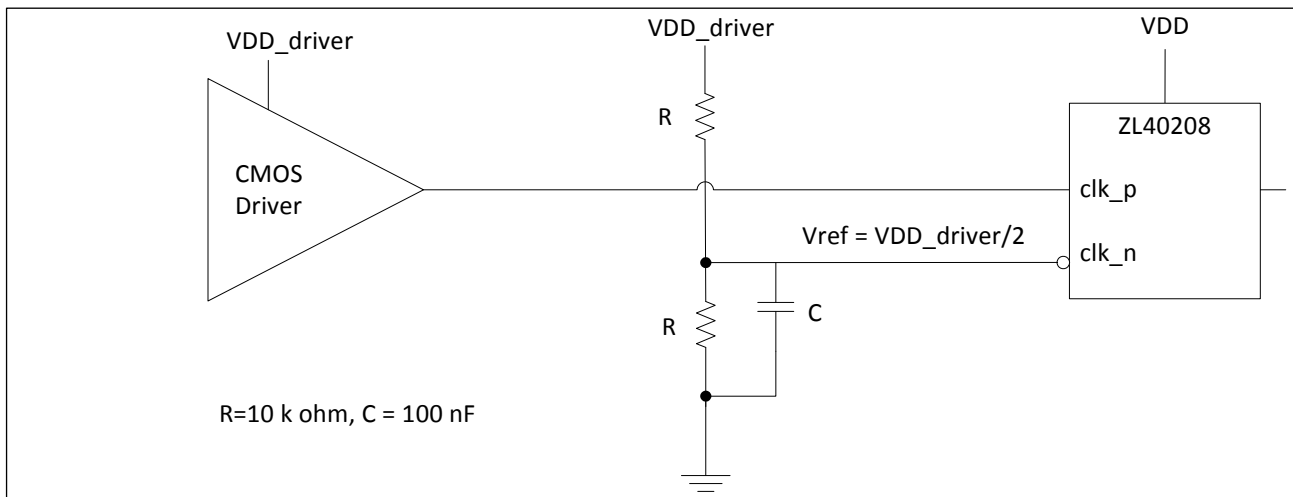 VDD_driver
VDD_driver
VDD
R
ZL40208
CMOS
Driver
clk_p
Vref = VDD_driver/2
clk_n
R
C
R=10 k ohm, C = 100 nF